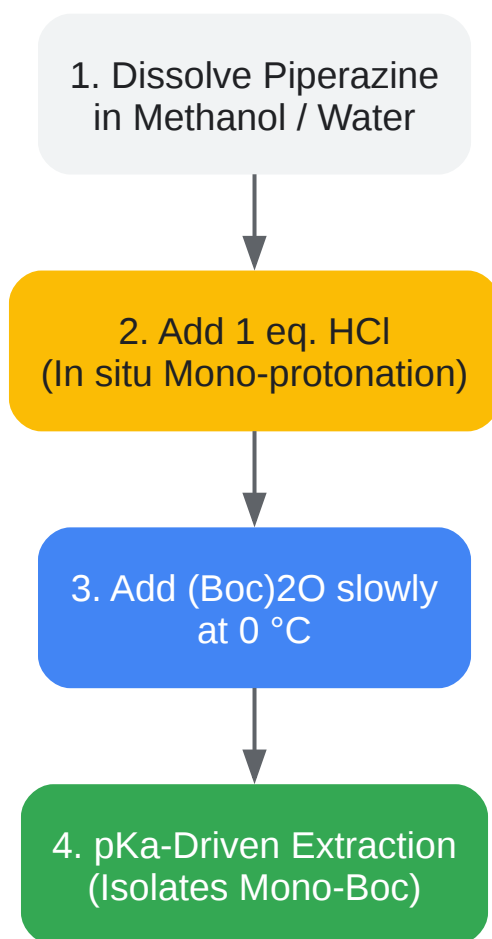 1. Dissolve Piperazine
in Methanol / Water
2. Add 1 eq. HCl
(In situ Mono-protonation)
3. Add (Boc)2O slowly
at 0 °C
4. pKa-Driven Extraction
(Isolates Mono-Boc)